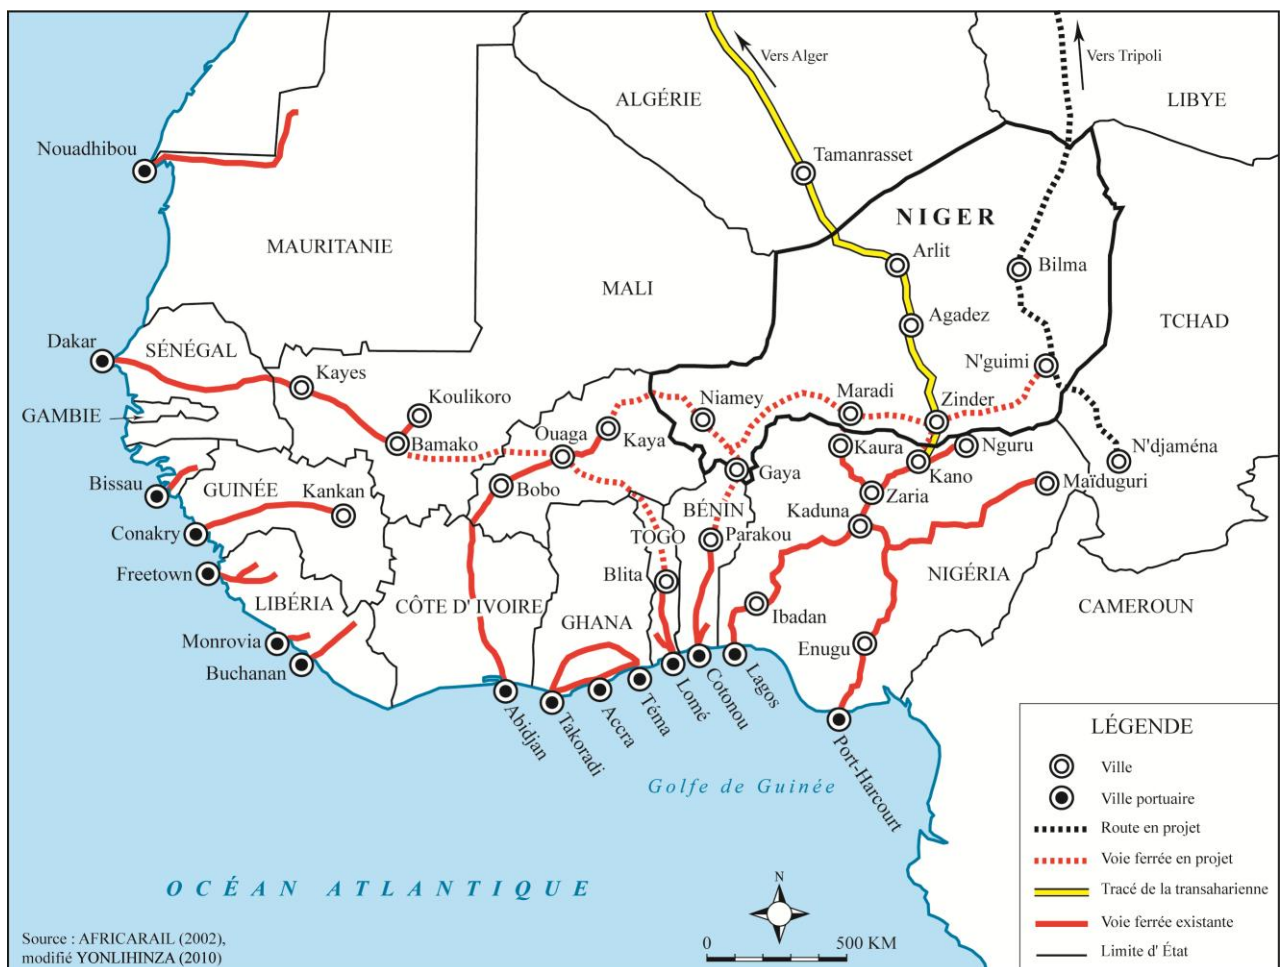 Vers Alger
Vers Tripoli
ALGÉRIE
LIBYE
Nouadhibou
Tamanrasset
NIGER
MAURITANIE
Arlit
Bilma
MALI
Agadez
TCHAD
Dakar
SÉNÉGAL
Kayes
N'guimi
GAMBIE
Koulikoro
Niamey
Maradi
Zinder
Bamako
Ouaga
Kaya
Kaura
Nguru
N'djaména
Gaya
Kano
Bissau
GUINÉE
Kankan
Bobo
BÉNIN
Zaria
Maïduguri
Conakry
Kaduna
TOGO
Parakou
Freetown
Blita
NIGÉRIA
LIBÉRIA
CÔTE D' IVOIRE
GHANA
Ibadan
CAMEROUN
Monrovia
Enugu
Buchanan
Abidjan
Takoradi
Accra
Téma
Lomé
Cotonou
Lagos
Port-Harcourt
Golfe de Guinée
OCÉAN ATLANTIQUE
N
0 500 KM
Source : AFRICARAIL (2002),
modifié YONLIHINZA (2010)
LÉGENDE
Ville
Ville portuaire
Route en projet
Voie ferrée en projet
Tracé de la transaharienne
Voie ferrée existante
Limite d' État